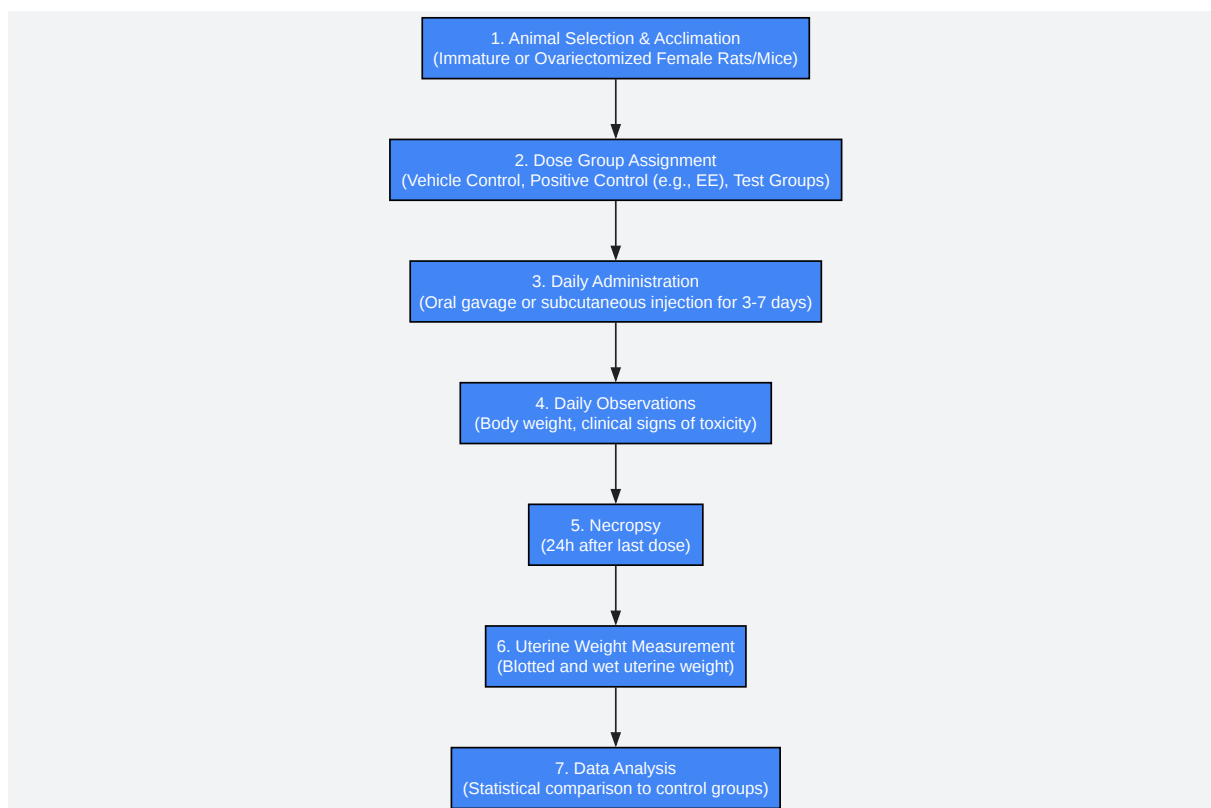 1. Animal Selection & Acclimation
(Immature or Ovariectomized Female Rats/Mice)
2. Dose Group Assignment
(Vehicle Control, Positive Control (e.g., EE), Test Groups)
3. Daily Administration
(Oral gavage or subcutaneous injection for 3-7 days)
4. Daily Observations
(Body weight, clinical signs of toxicity)
5. Necropsy
(24h after last dose)
6. Uterine Weight Measurement
(Blotted and wet uterine weight)
7. Data Analysis
(Statistical comparison to control groups)